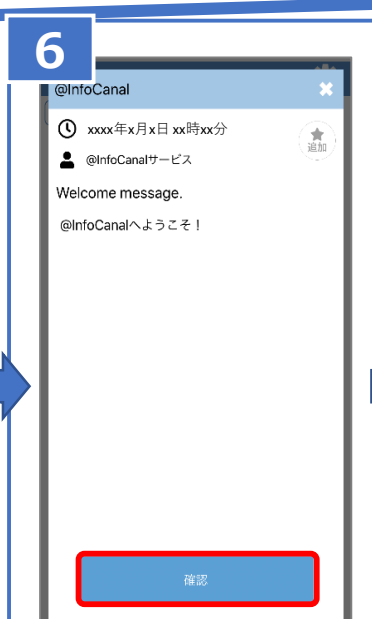 6
@InfoCanal
xxxx年x月x日 xx時xx分
追加
@InfoCanalサービス
Welcome message.
@InfoCanalへようこそ！
確認